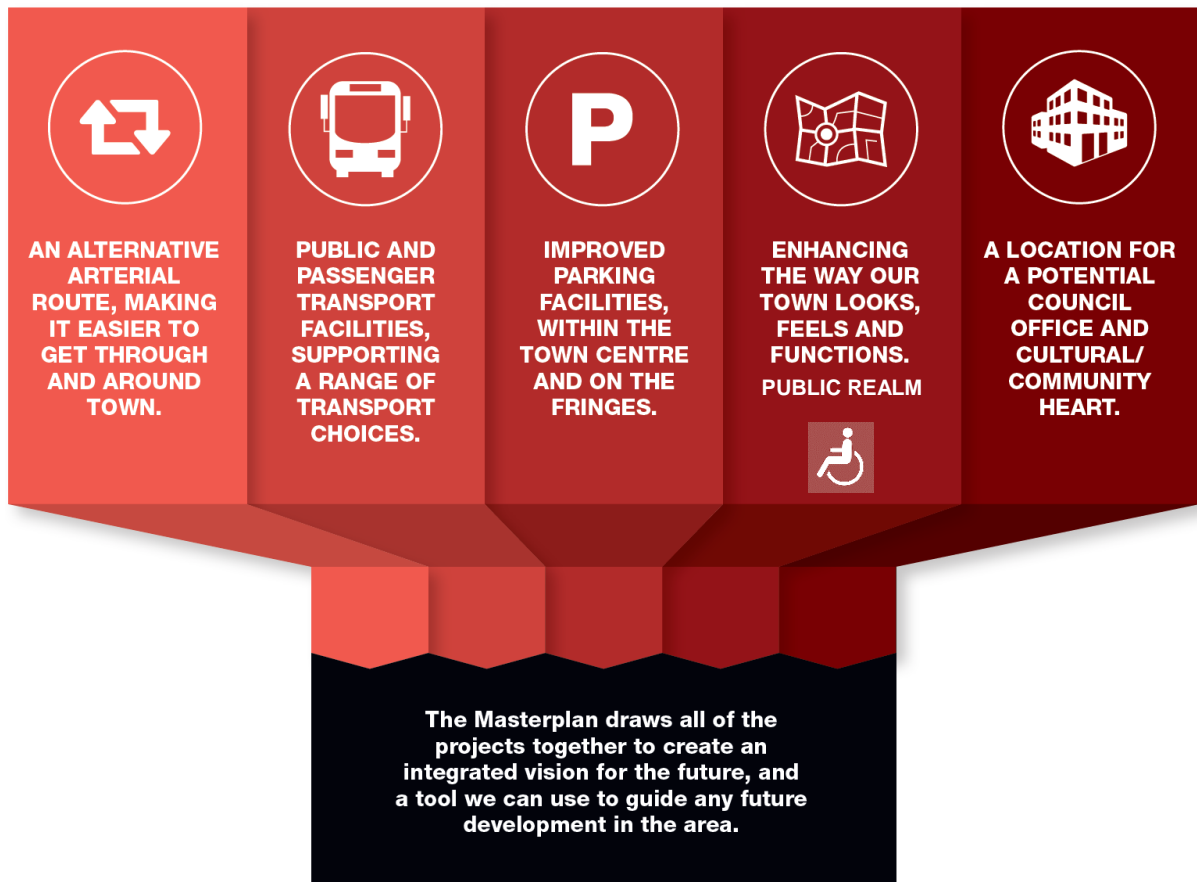 AN ALTERNATIVE
ARTERIAL
ROUTE, MAKING
IT EASIER TO
GET THROUGH
AND AROUND
TOWN.
PUBLIC AND
PASSENGER
TRANSPORT
FACILITIES,
SUPPORTING
A RANGE OF
TRANSPORT
CHOICES.
P
IMPROVED
PARKING
FACILITIES,
WITHIN THE
TOWN CENTRE
AND ON THE
FRINGES.
ENHANCING
THE WAY OUR
TOWN LOOKS,
FEELS AND
FUNCTIONS.
PUBLIC REALM
A LOCATION FOR
A POTENTIAL
COUNCIL
OFFICE AND
CULTURAL/
COMMUNITY
HEART.
The Masterplan draws all of the
projects together to create an
integrated vision for the future, and
a tool we can use to guide any future
development in the area.